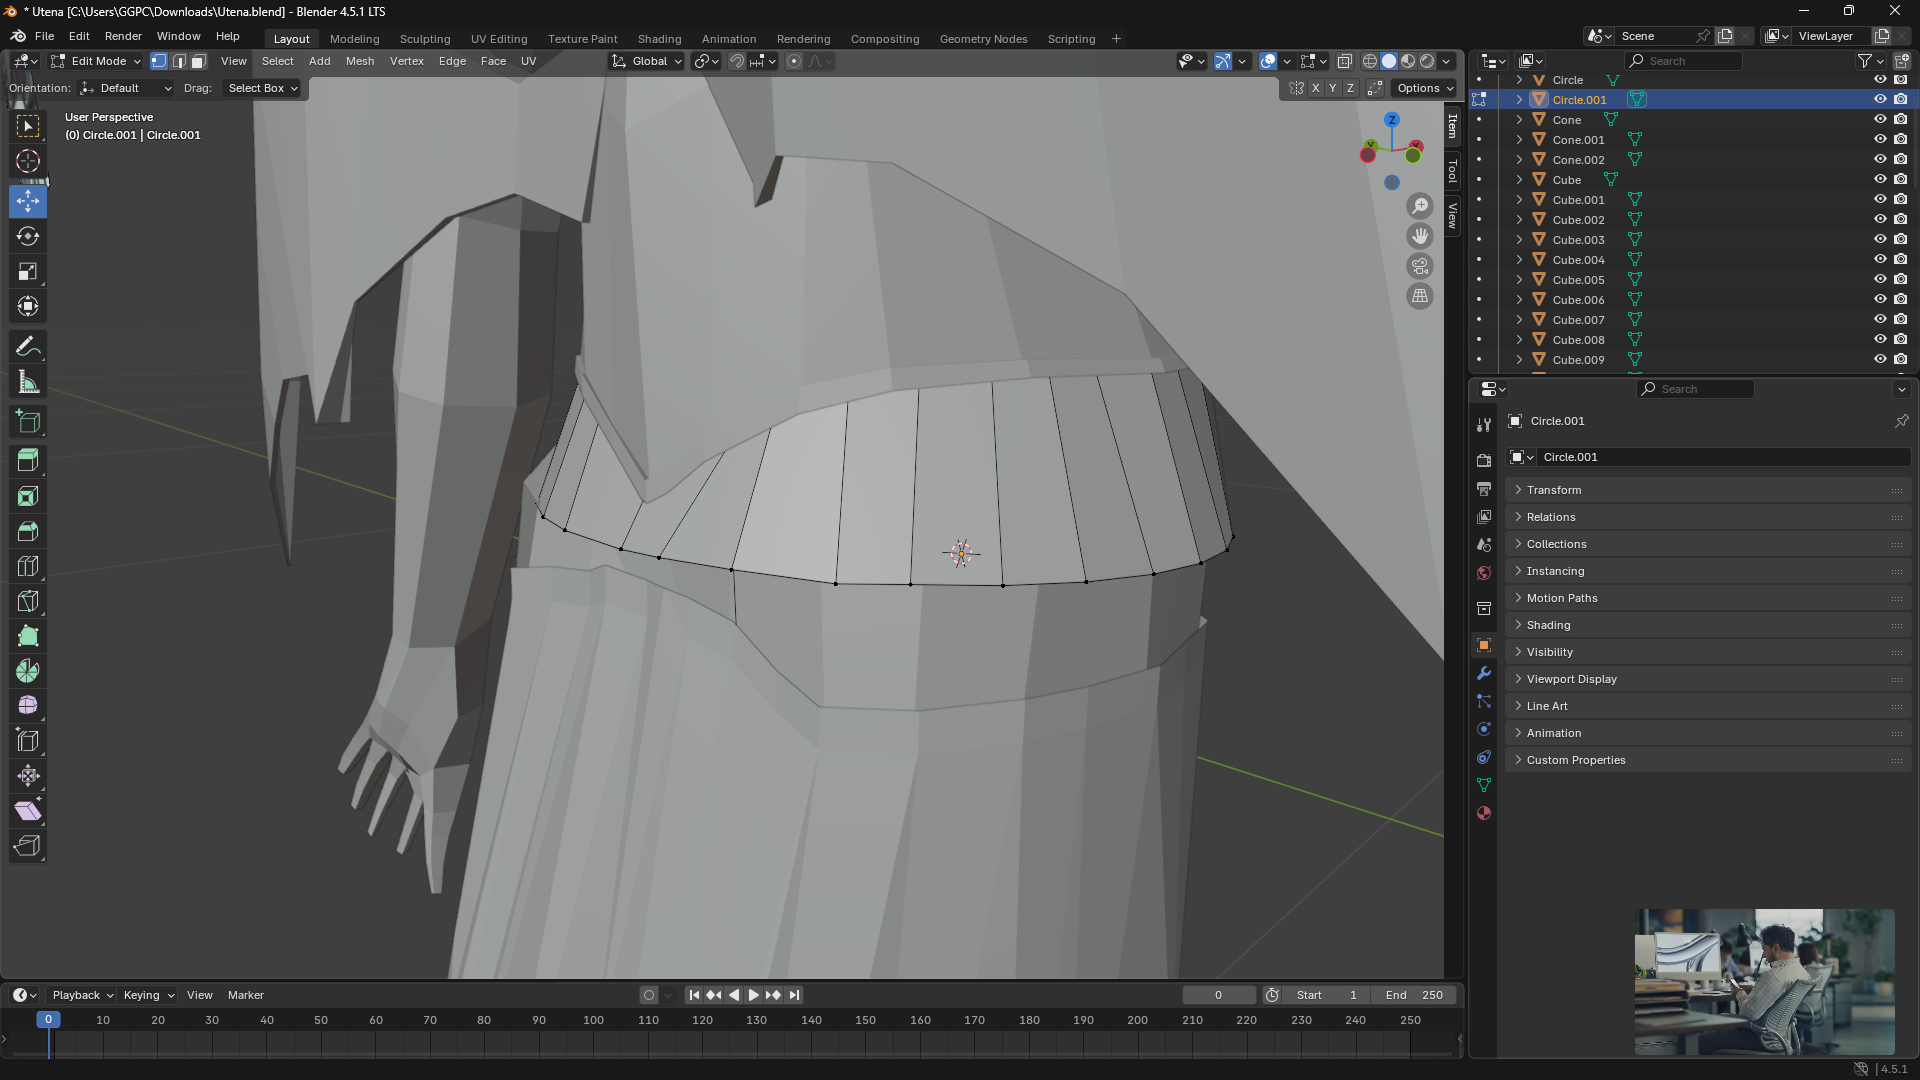 * Utena [C:\Users\GGPC\Downloads\Utena.blend] - Blender 4.5.1 LTS
File Edit Render Window Help
Layout Modeling Sculpting UV Editing Texture Paint Shading Animation Rendering Compositing Geometry Nodes Scripting +
Scene
ViewLayer
Edit Mode
View Select Add Mesh Vertex Edge Face UV
Global
Search
Orientation: Default Drag: Select Box
X Y Z Options
User Perspective
(0) Circle.001 | Circle.001
Z
Y
X
Item
Tool
View
Circle
Circle.001
Cone
Cone.001
Cone.002
Cube
Cube.001
Cube.002
Cube.003
Cube.004
Cube.005
Cube.006
Cube.007
Cube.008
Cube.009
Search
Circle.001
Circle.001
Transform
Relations
Collections
Instancing
Motion Paths
Shading
Visibility
Viewport Display
Line Art
Animation
Custom Properties
Playback Keying View Marker
0 Start 1 End 250
0 10 20 30 40 50 60 70 80 90 100 110 120 130 140 150 160 170 180 190 200 210 220 230 240 250
4.5.1